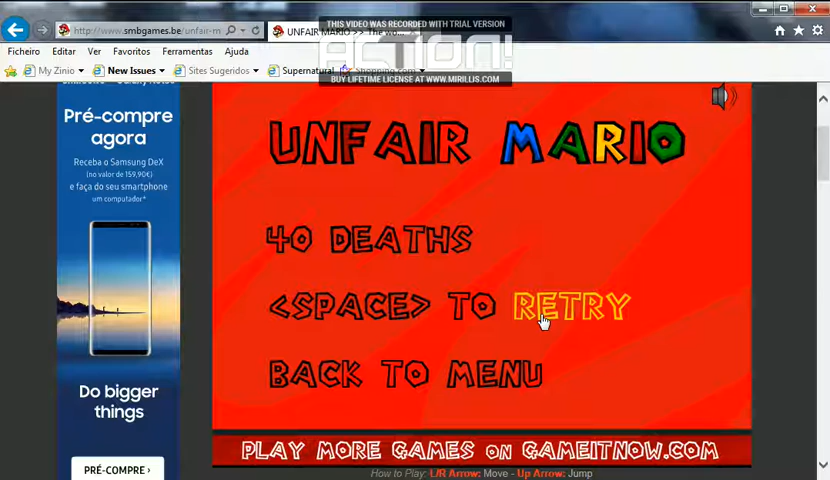 THIS VIDEO WAS RECORDED WITH TRIAL VERSION
ACTION!
BUY LIFETIME LICENSE AT WWW.MIRILLIS.COM
http://www.smbgames.be/unfair-m
UNFAIR MARIO >> The wo...
Ficheiro Editar Ver Favoritos Ferramentas Ajuda
My Zinio New Issues Sites Sugeridos Supernatural Shopping.com
Pré-compre
agora
Receba o Samsung DeX
(no valor de 159,90€)
e faça do seu smartphone
um computador*
Do bigger
things
PRÉ-COMPRE ›
UNFAIR MARIO
40 DEATHS
<SPACE> TO RETRY
BACK TO MENU
PLAY MORE GAMES ON GAMEITNOW.COM
How to Play: L/R Arrow: Move - Up Arrow: Jump